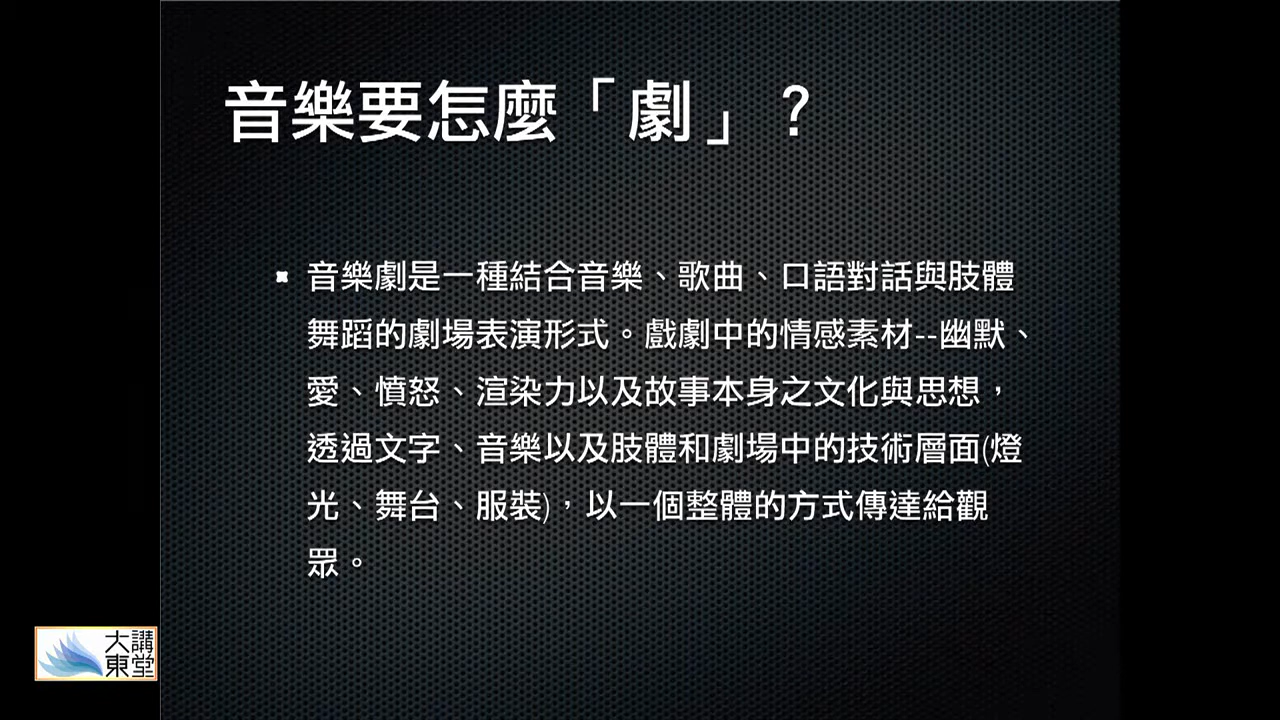 音樂要怎麼「劇」？
音樂劇是一種結合音樂、歌曲、口語對話與肢體
舞蹈的劇場表演形式。戲劇中的情感素材--幽默、
愛、憤怒、渲染力以及故事本身之文化與思想，
透過文字、音樂以及肢體和劇場中的技術層面(燈
光、舞台、服裝)，以一個整體的方式傳達給觀
眾。
大東
講堂